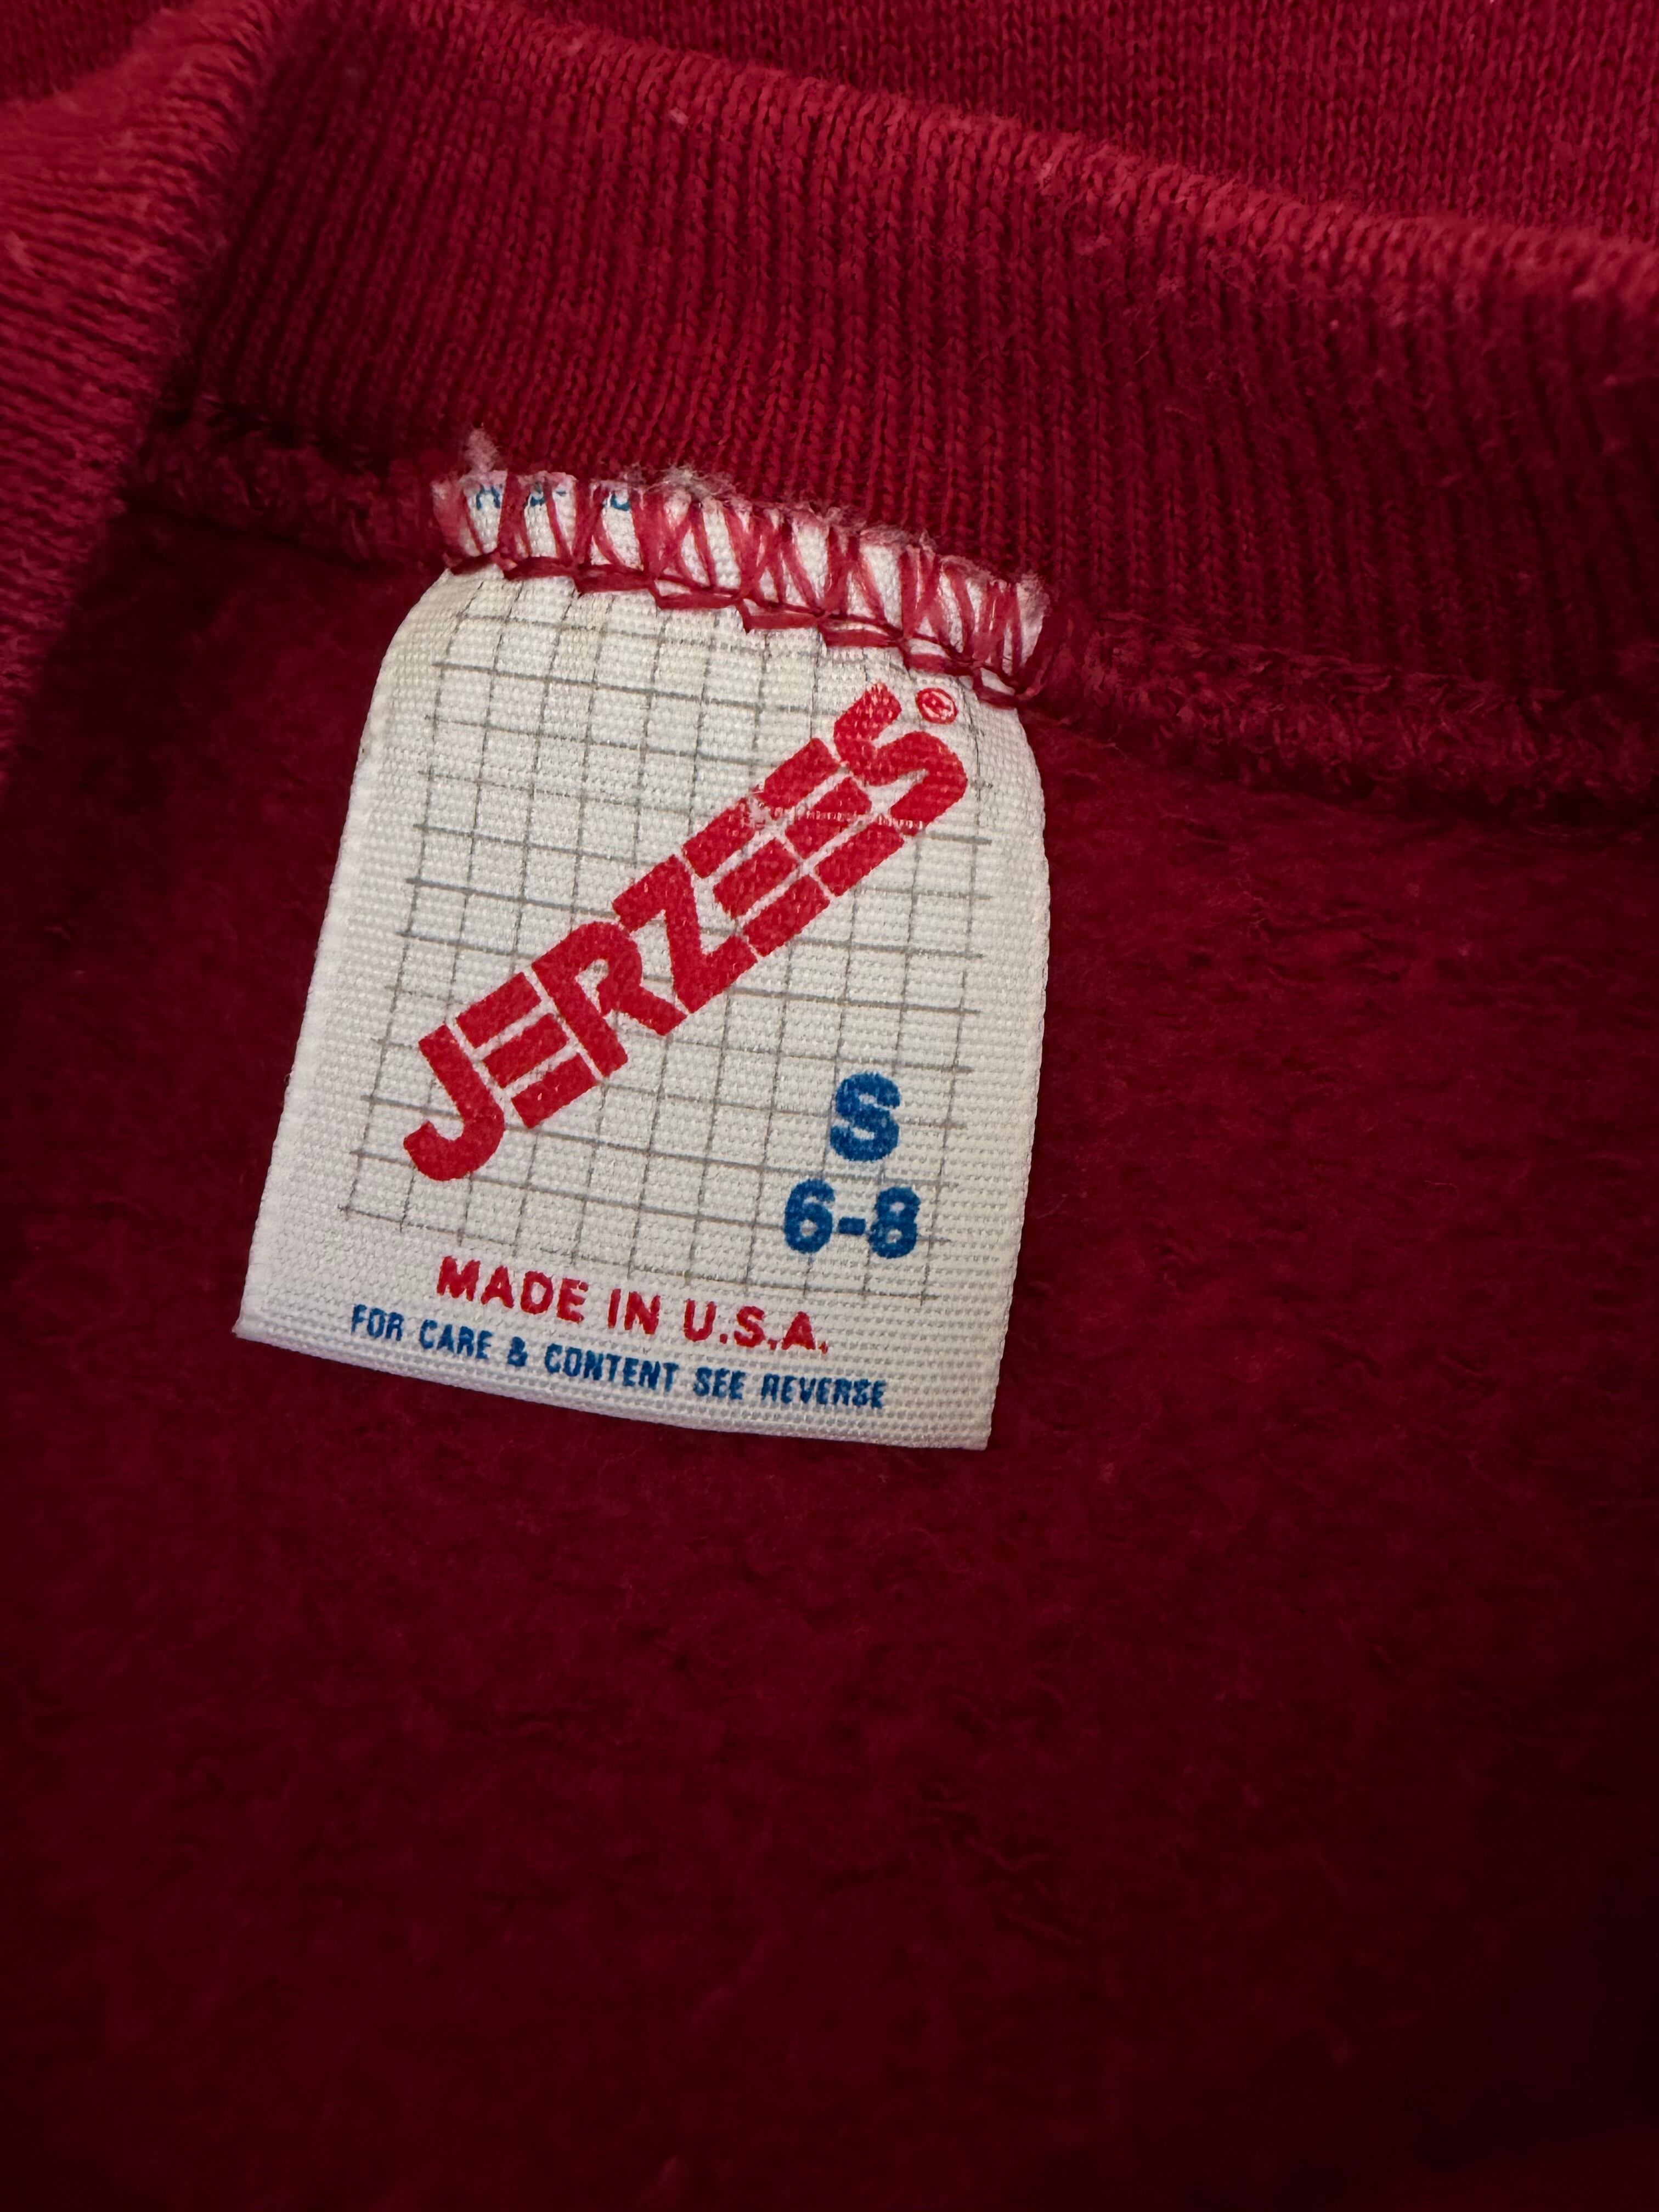 JERZEES®
S
6-8
MADE IN U.S.A.
FOR CARE & CONTENT SEE REVERSE